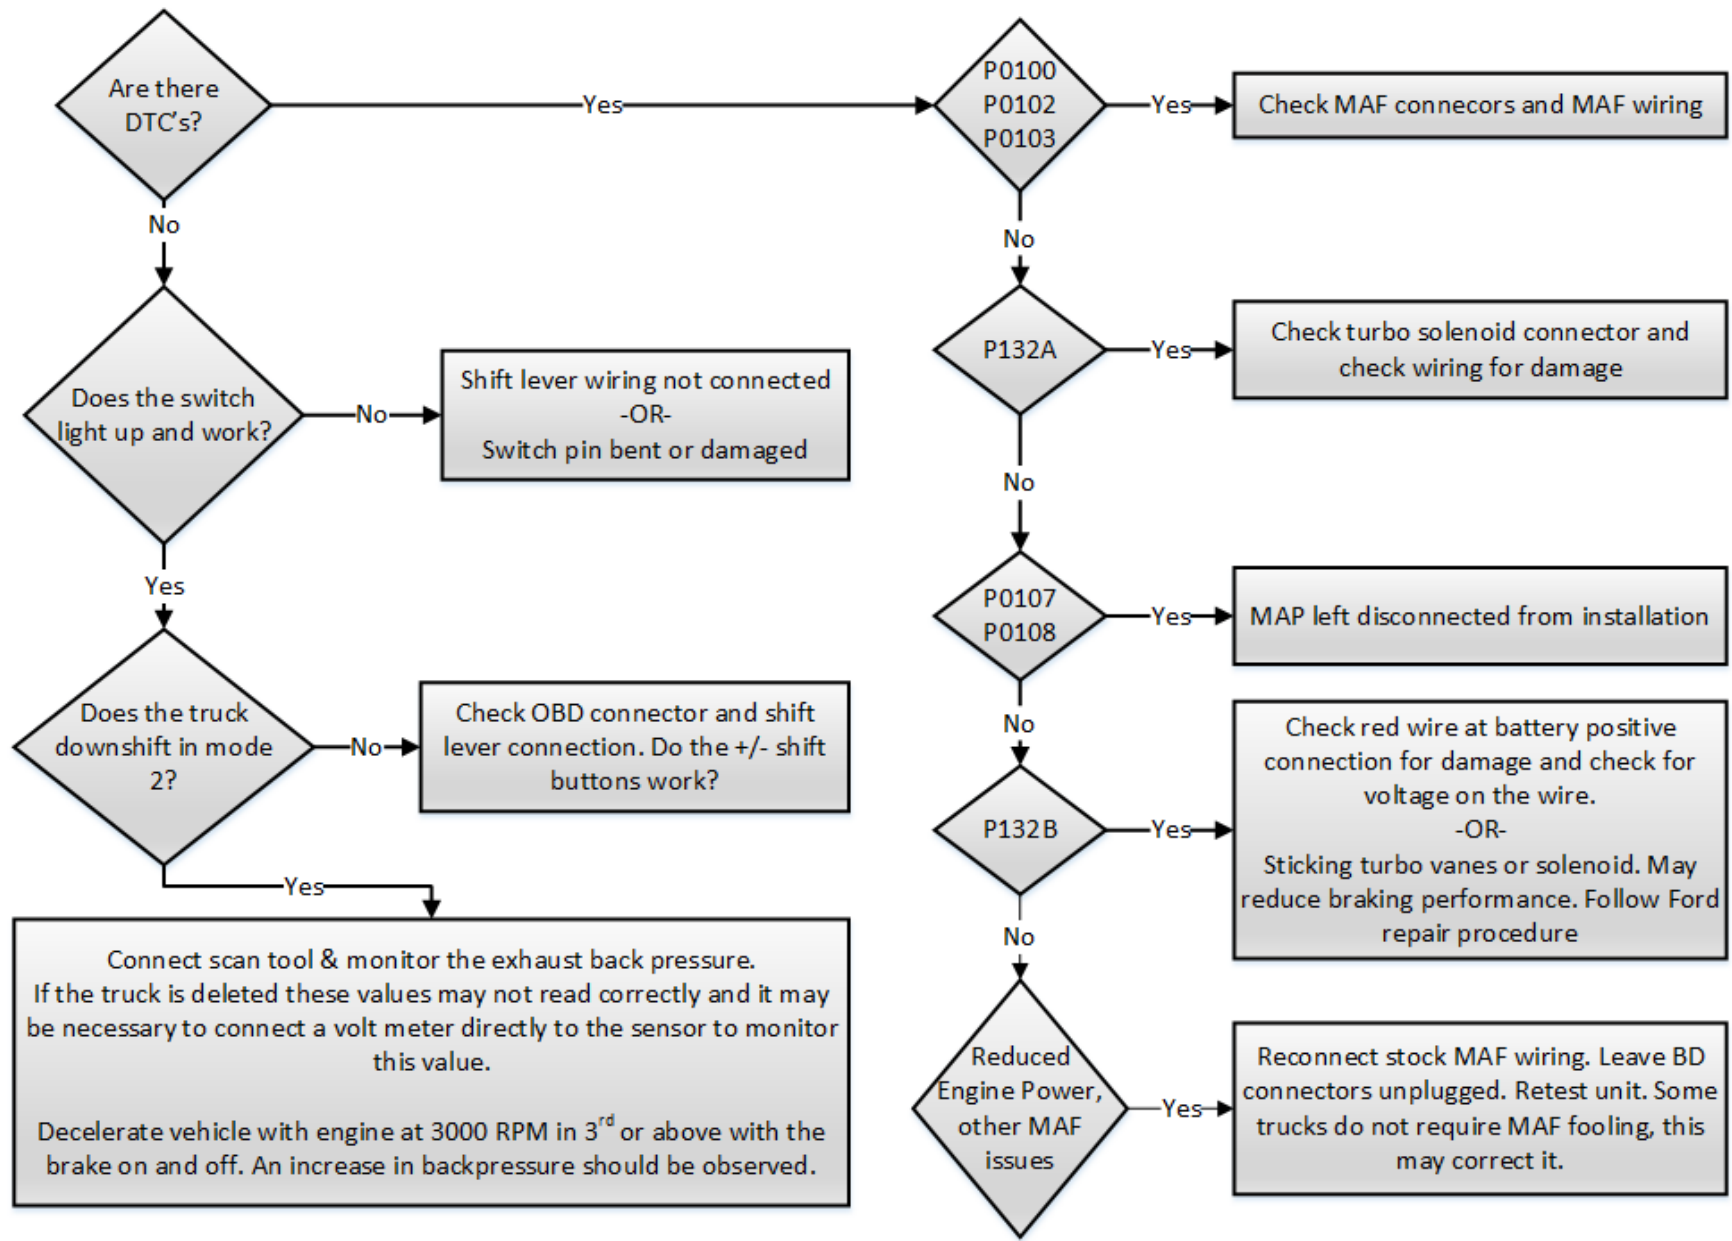 Are there
DTC's?
Yes
P0100
P0102
P0103
Yes
Check MAF connecors and MAF wiring
No
No
Does the switch
light up and work?
No
Shift lever wiring not connected
-OR-
Switch pin bent or damaged
P132A
Yes
Check turbo solenoid connector and
check wiring for damage
No
Yes
P0107
P0108
Yes
MAP left disconnected from installation
Does the truck
downshift in mode
2?
No
Check OBD connector and shift
lever connection. Do the +/- shift
buttons work?
No
P132B
Yes
Check red wire at battery positive
connection for damage and check for
voltage on the wire.
-OR-
Sticking turbo vanes or solenoid. May
reduce braking performance. Follow Ford
repair procedure
Yes
Connect scan tool & monitor the exhaust back pressure.
If the truck is deleted these values may not read correctly and it may
be necessary to connect a volt meter directly to the sensor to monitor
this value.
Decelerate vehicle with engine at 3000 RPM in 3rd or above with the
brake on and off. An increase in backpressure should be observed.
No
Reduced
Engine Power,
other MAF
issues
Yes
Reconnect stock MAF wiring. Leave BD
connectors unplugged. Retest unit. Some
trucks do not require MAF fooling, this
may correct it.